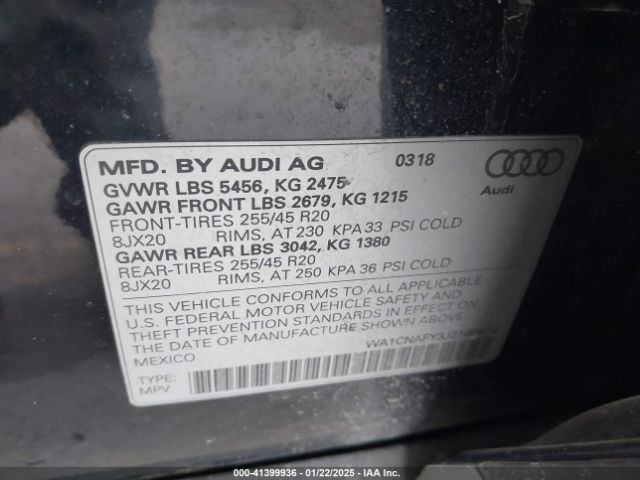 MFD. BY AUDI AG 0318
GVWR LBS 5456, KG 2475
GAWR FRONT LBS 2679, KG 1215
FRONT-TIRES 255/45 R20
8JX20 RIMS, AT 230 KPA 33 PSI COLD
GAWR REAR LBS 3042, KG 1380
REAR-TIRES 255/45 R20
8JX20 RIMS, AT 250 KPA 36 PSI COLD
Audi
THIS VEHICLE CONFORMS TO ALL APPLICABLE
U.S. FEDERAL MOTOR VEHICLE SAFETY AND
THEFT PREVENTION STANDARDS IN EFFECT ON
THE DATE OF MANUFACTURE SHOWN ABOVE.
MEXICO
TYPE:
MPV
000-41399936 - 01/22/2025 - IAA Inc.